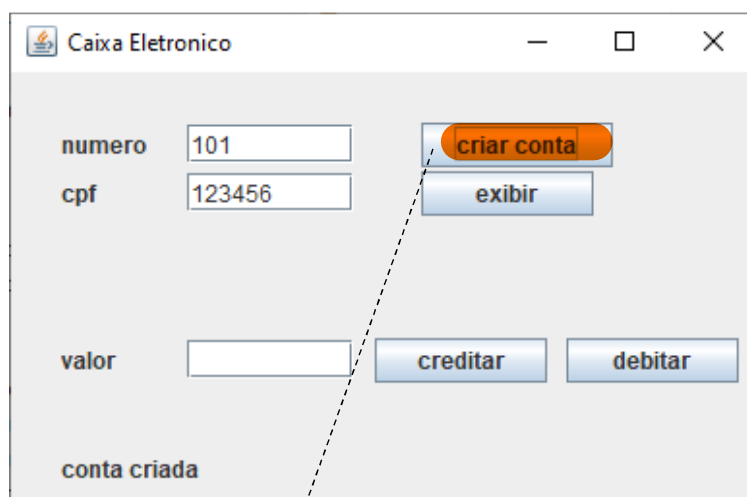 Caixa Eletronico
numero 101 criar conta
cpf 123456 exibir
valor creditar debitar
conta criada